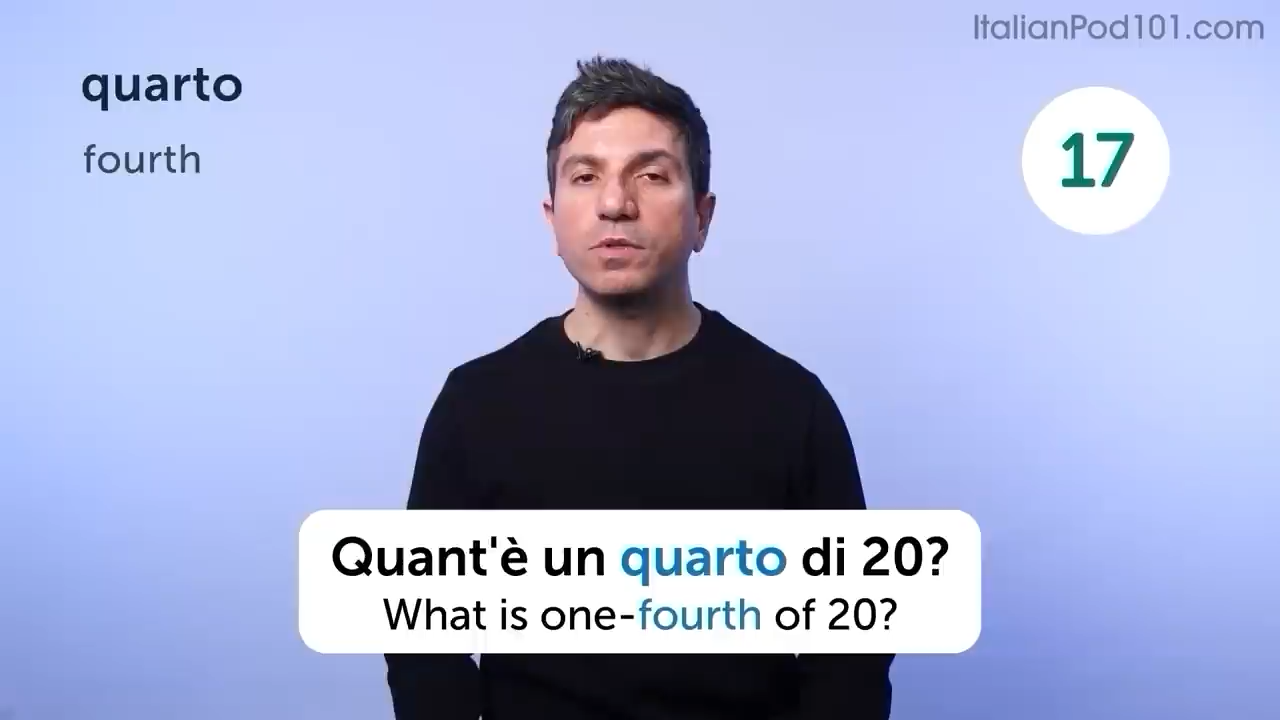 ItalianPod101.com
quarto
fourth
17
Quant'è un quarto di 20?
What is one-fourth of 20?